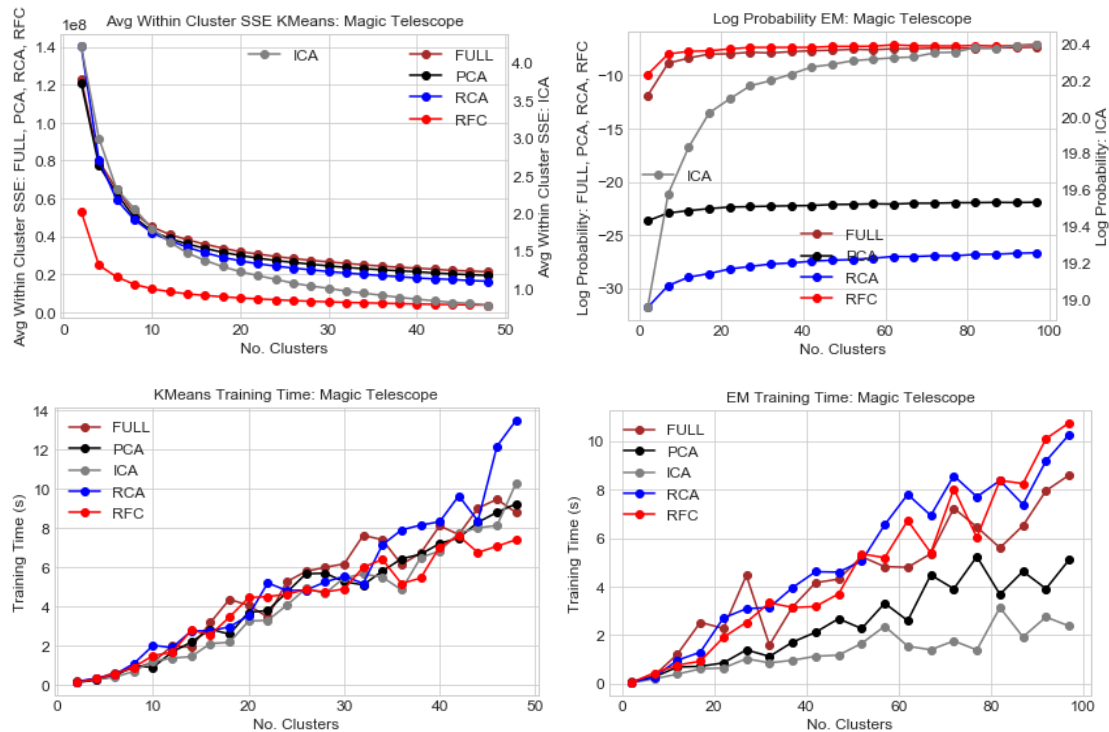 Avg Within Cluster SSE KMeans: Magic Telescope
1e8
Avg Within Cluster SSE: FULL, PCA, RCA, RFC
1.4
1.2
1.0
0.8
0.6
0.4
0.2
0.0
ICA
FULL
PCA
RCA
RFC
4.0
3.5
3.0
2.5
2.0
1.5
1.0
Avg Within Cluster SSE: ICA
0 10 20 30 40 50
No. Clusters
Log Probability EM: Magic Telescope
Log Probability: FULL, PCA, RCA, RFC
−10
−15
−20
−25
−30
ICA
FULL
PCA
RCA
RFC
20.4
20.2
20.0
19.8
19.6
19.4
19.2
19.0
Log Probability: ICA
0 20 40 60 80 100
No. Clusters
KMeans Training Time: Magic Telescope
Training Time (s)
14
12
10
8
6
4
2
0
FULL
PCA
ICA
RCA
RFC
0 10 20 30 40 50
No. Clusters
EM Training Time: Magic Telescope
Training Time (s)
10
8
6
4
2
0
FULL
PCA
ICA
RCA
RFC
0 20 40 60 80 100
No. Clusters